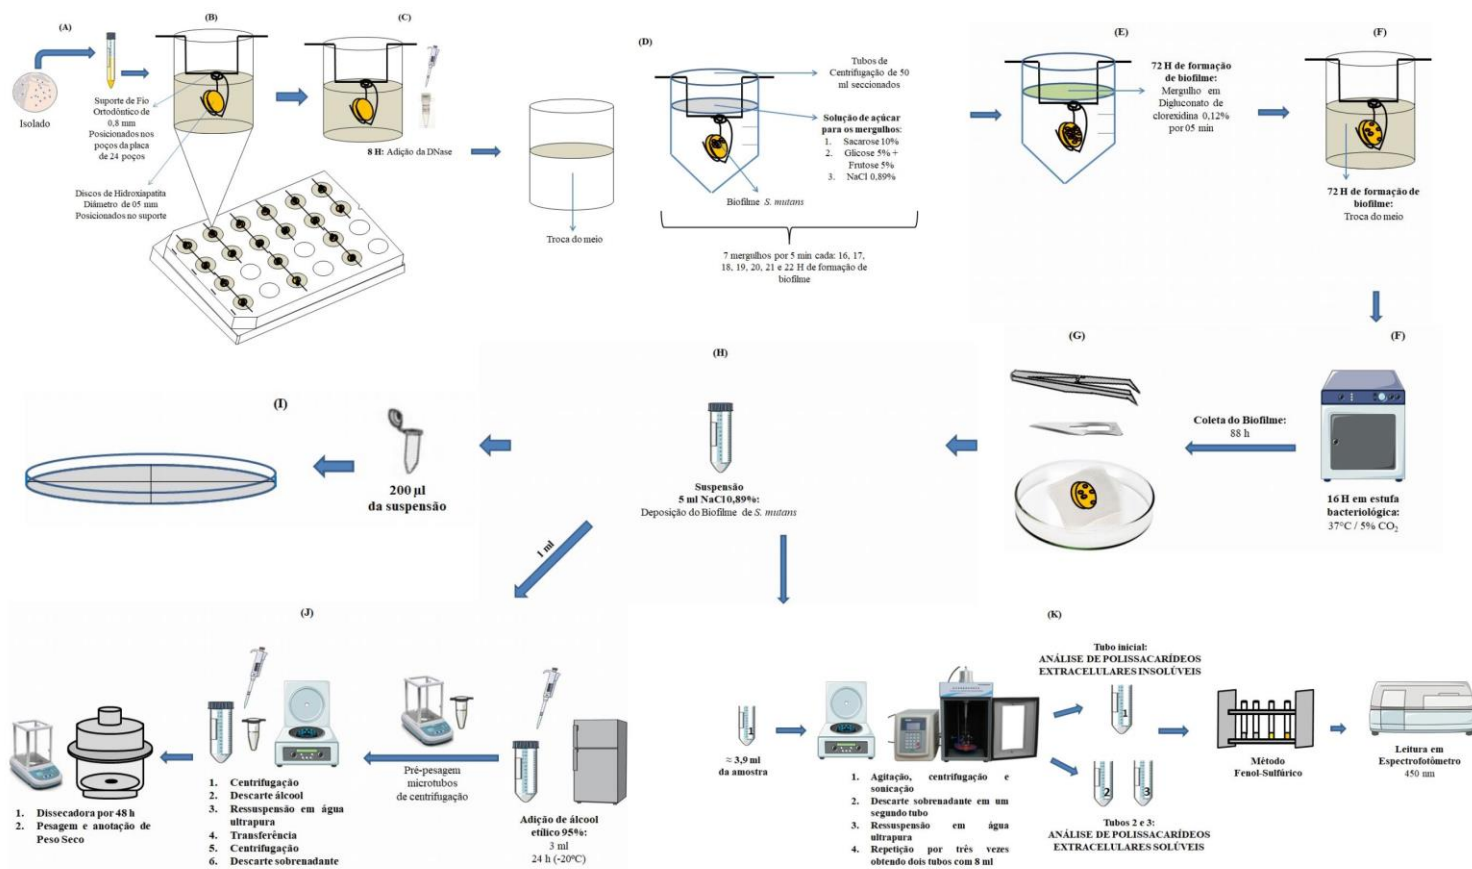 (A)
Isolado
(B)
Suporte de Fio
Ortodôntico de
0,8 mm
Posicionados nos
poços da placa
de 24 poços
Discos de Hidroxiapatita
Diâmetro de 05 mm
Posicionados no suporte
(C)
8 H: Adição da DNase
Troca do meio
(D)
Tubos de
Centrifugação de 50
ml seccionados
Solução de açúcar
para os mergulhos:
1. Sacarose 10%
2. Glicose 5% +
Frutose 5%
3. NaCl 0,89%
Biofilme S. mutans
7 mergulhos por 5 min cada: 16, 17,
18, 19, 20, 21 e 22 H de formação de
biofilme
(E)
72 H de formação
de biofilme:
Mergulho em
Digluconato de
clorexidina 0,12%
por 05 min
(F)
72 H de formação de
biofilme:
Troca do meio
(F)
16 H em estufa
bacteriológica:
37°C / 5% CO2
Coleta do Biofilme:
88 h
(G)
(H)
Suspensão
5 ml NaCl 0,89%:
Deposição do Biofilme de S. mutans
(I)
200 µl
da suspensão
1 ml
(J)
Adição de álcool
etílico 95%:
3 ml
24 h (-20ºC)
Pré-pesagem
microtubos
de centrifugação
1. Centrifugação
2. Descarte álcool
3. Ressuspensão em água
ultrapura
4. Transferência
5. Centrifugação
6. Descarte sobrenadante
1. Dissecadora por 48 h
2. Pesagem e anotação de
Peso Seco
(K)
1
≈ 3,9 ml
da amostra
1. Agitação, centrifugação e
sonicação
2. Descarte sobrenadante em um
segundo tubo
3. Ressuspensão em água
ultrapura
4. Repetição por três vezes
obtendo dois tubos com 8 ml
Tubo inicial:
ANÁLISE DE POLISSACARÍDEOS
EXTRACELULARES INSOLÚVEIS
1
2
3
Tubos 2 e 3:
ANÁLISE DE POLISSACARÍDEOS
EXTRACELULARES SOLÚVEIS
Método
Fenol-Sulfúrico
Leitura em
Espectrofotômetro
450 nm